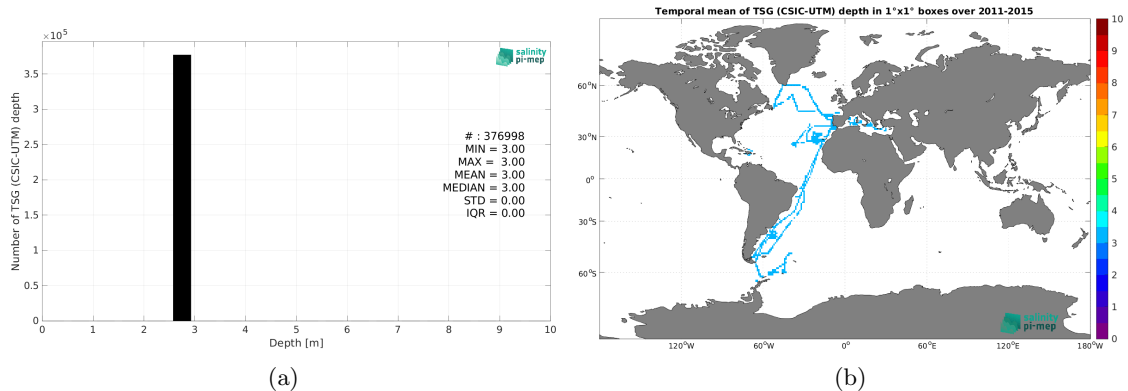 ×10⁵
3.5
3
2.5
2
1.5
1
0.5
0
Number of TSG (CSIC-UTM) depth
salinity
pi-mep
# : 376998
MIN = 3.00
MAX = 3.00
MEAN = 3.00
MEDIAN = 3.00
STD = 0.00
IQR = 0.00
0 1 2 3 4 5 6 7 8 9 10
Depth [m]
(a)
Temporal mean of TSG (CSIC-UTM) depth in 1°x1° boxes over 2011-2015
60°N
30°N
0°
30°S
60°S
120°W 60°W 0° 60°E 120°E 180°W
salinity
pi-mep
10
9
8
7
6
5
4
3
2
1
0
(b)